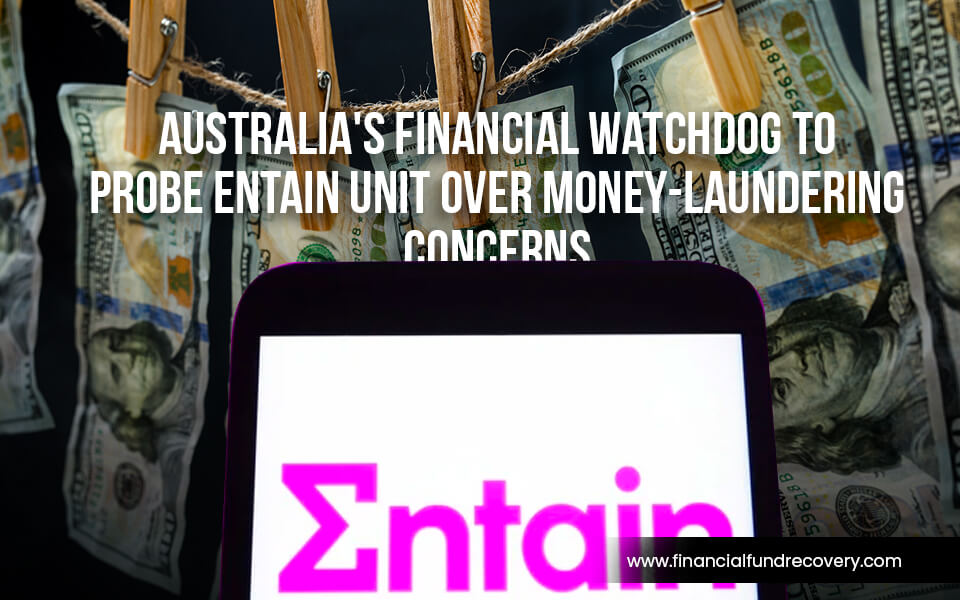 AUSTRALIA'S FINANCIAL WATCHDOG TO
PROBE ENTAIN UNIT OVER MONEY-LAUNDERING
CONCERNS
Entain
www.financialfundrecovery.com